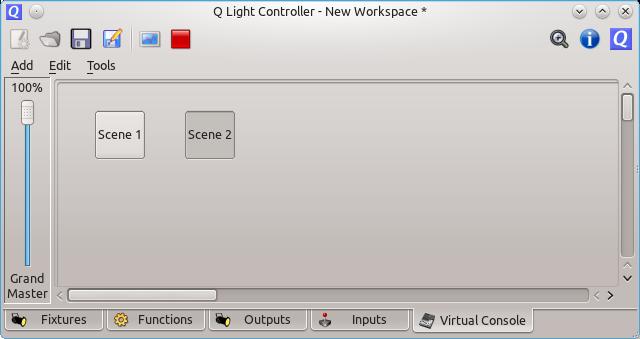 Q Light Controller - New Workspace *
Add Edit Tools
100%
Scene 1 Scene 2
Grand
Master
Fixtures Functions Outputs Inputs Virtual Console